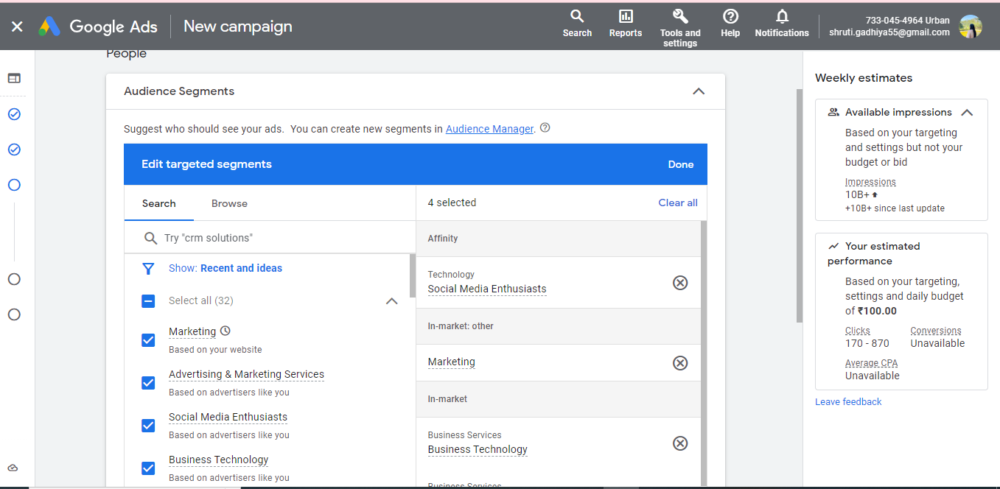 Google Ads
New campaign
Search
Reports
Tools and
settings
Help
Notifications
733-045-4964 Urban
shruti.gadhiya55@gmail.com
People
Audience Segments
Suggest who should see your ads. You can create new segments in Audience Manager.
Edit targeted segments
Done
Search
Browse
Try "crm solutions"
Show: Recent and ideas
Select all (32)
Marketing
Based on your website
Advertising & Marketing Services
Based on advertisers like you
Social Media Enthusiasts
Based on advertisers like you
Business Technology
Based on advertisers like you
4 selected
Clear all
Affinity
Technology
Social Media Enthusiasts
In-market: other
Marketing
In-market
Business Services
Business Technology
Business Services
Weekly estimates
Available impressions
Based on your targeting
and settings but not your
budget or bid
Impressions
10B+
+10B+ since last update
Your estimated
performance
Based on your targeting,
settings and daily budget
of ₹100.00
Clicks
Conversions
170 - 870
Unavailable
Average CPA
Unavailable
Leave feedback